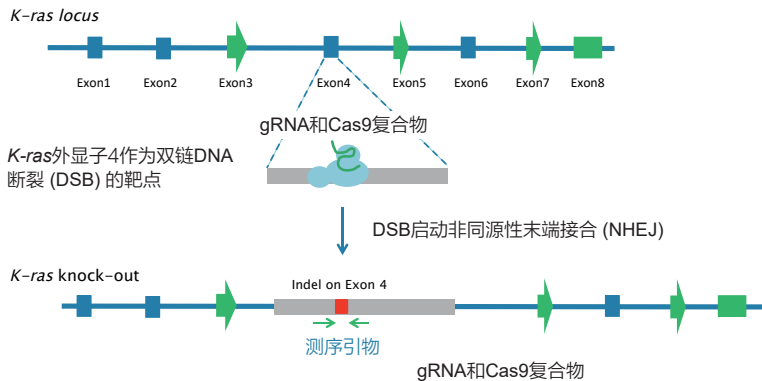 K-ras locus
Exon1
Exon2
Exon3
Exon4
Exon5
Exon6
Exon7
Exon8
gRNA和Cas9复合物
K-ras外显子4作为双链DNA
断裂 (DSB) 的靶点
DSB启动非同源性末端接合 (NHEJ)
K-ras knock-out
Indel on Exon 4
测序引物
gRNA和Cas9复合物